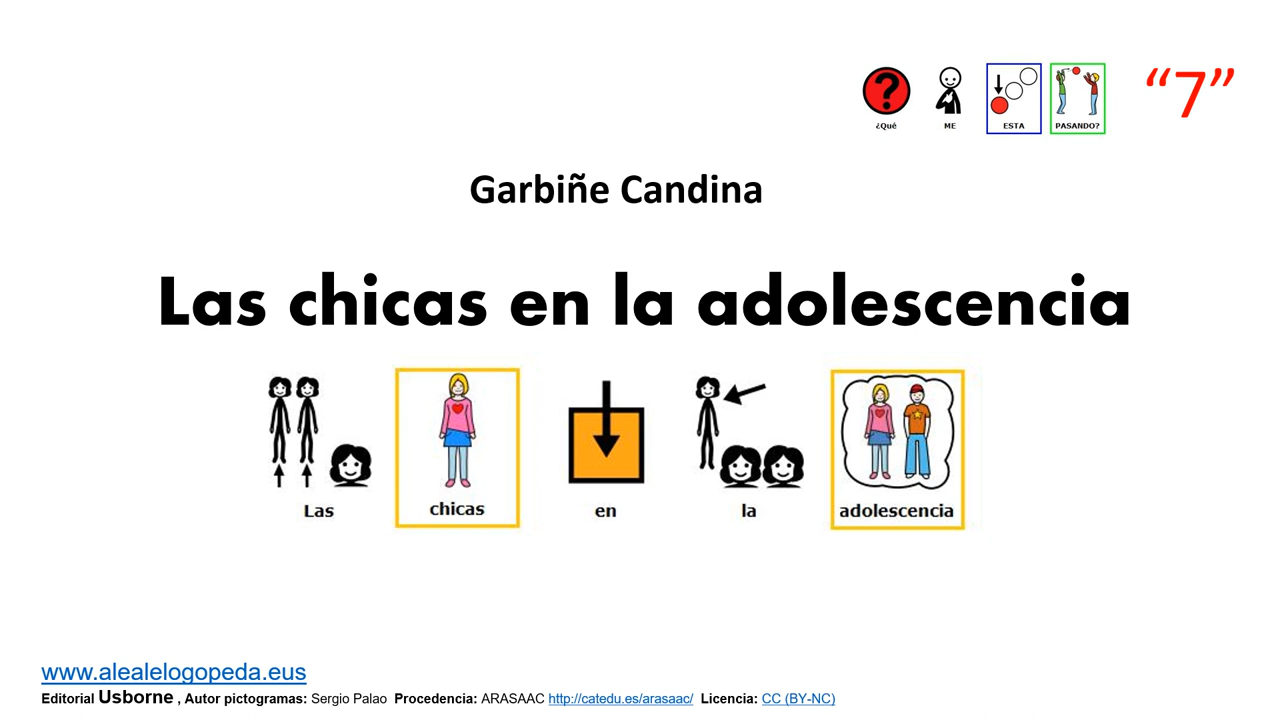 “7”
¿Qué ME ESTA PASANDO?
Garbiñe Candina
Las chicas en la adolescencia
Las chicas en la adolescencia
www.alealelogopeda.eus
Editorial Usborne , Autor pictogramas: Sergio Palao Procedencia: ARASAAC http://catedu.es/arasaac/ Licencia: CC (BY-NC)